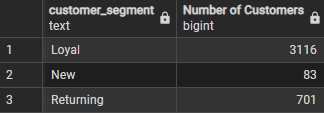 customer_segment Number of Customers
text bigint
1 Loyal 3116
2 New 83
3 Returning 701